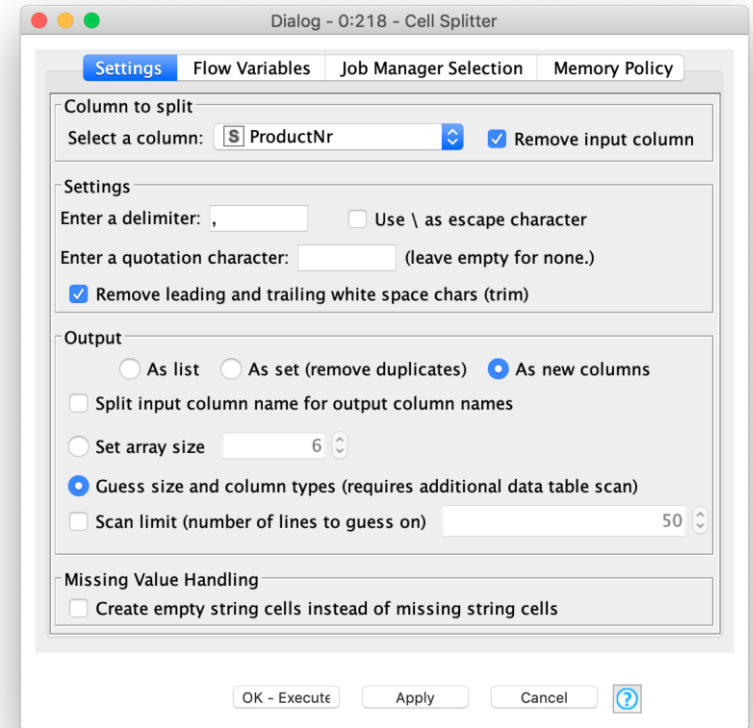 Dialog - 0:218 - Cell Splitter
Settings Flow Variables Job Manager Selection Memory Policy
Column to split
Select a column: S ProductNr Remove input column
Settings
Enter a delimiter: , Use \ as escape character
Enter a quotation character: (leave empty for none.)
Remove leading and trailing white space chars (trim)
Output
As list As set (remove duplicates) As new columns
Split input column name for output column names
Set array size 6
Guess size and column types (requires additional data table scan)
Scan limit (number of lines to guess on) 50
Missing Value Handling
Create empty string cells instead of missing string cells
OK - Execute Apply Cancel ?